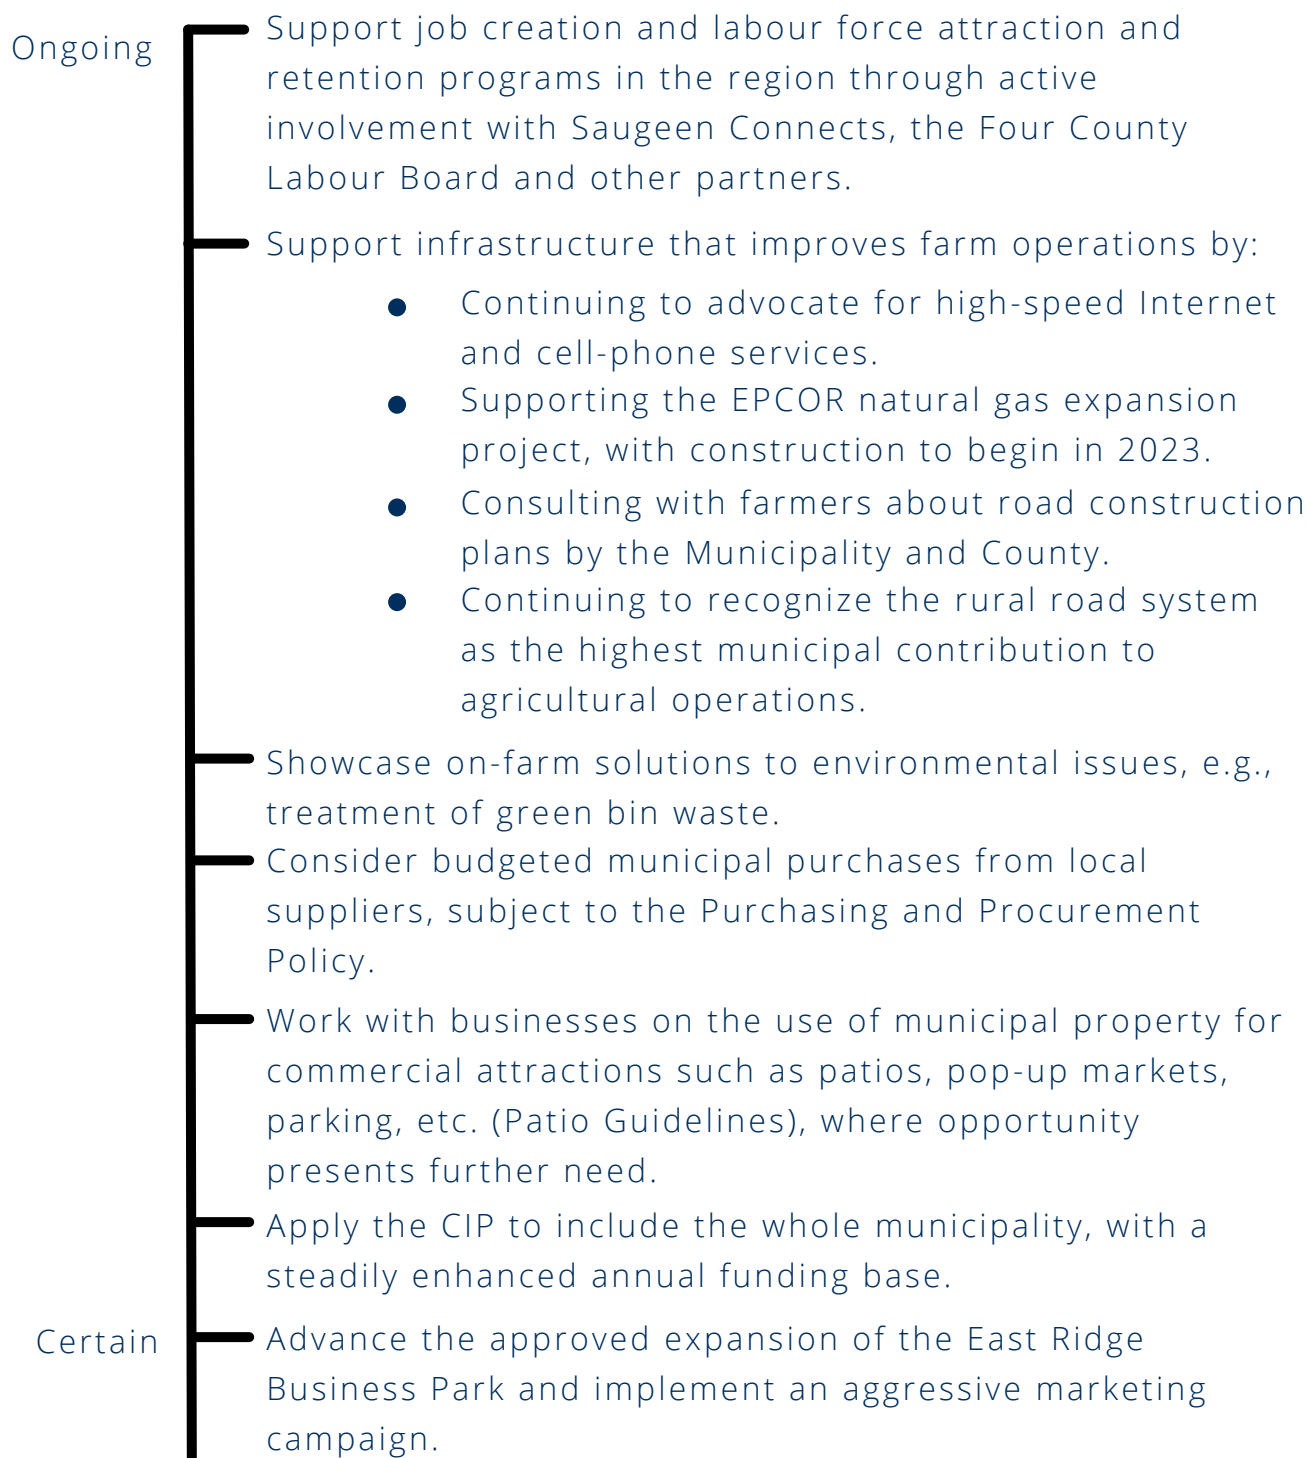 Ongoing
Support job creation and labour force attraction and
retention programs in the region through active
involvement with Saugeen Connects, the Four County
Labour Board and other partners.
Support infrastructure that improves farm operations by:
● Continuing to advocate for high-speed Internet
and cell-phone services.
● Supporting the EPCOR natural gas expansion
project, with construction to begin in 2023.
● Consulting with farmers about road construction
plans by the Municipality and County.
● Continuing to recognize the rural road system
as the highest municipal contribution to
agricultural operations.
Showcase on-farm solutions to environmental issues, e.g.,
treatment of green bin waste.
Consider budgeted municipal purchases from local
suppliers, subject to the Purchasing and Procurement
Policy.
Work with businesses on the use of municipal property for
commercial attractions such as patios, pop-up markets,
parking, etc. (Patio Guidelines), where opportunity
presents further need.
Apply the CIP to include the whole municipality, with a
steadily enhanced annual funding base.
Certain
Advance the approved expansion of the East Ridge
Business Park and implement an aggressive marketing
campaign.